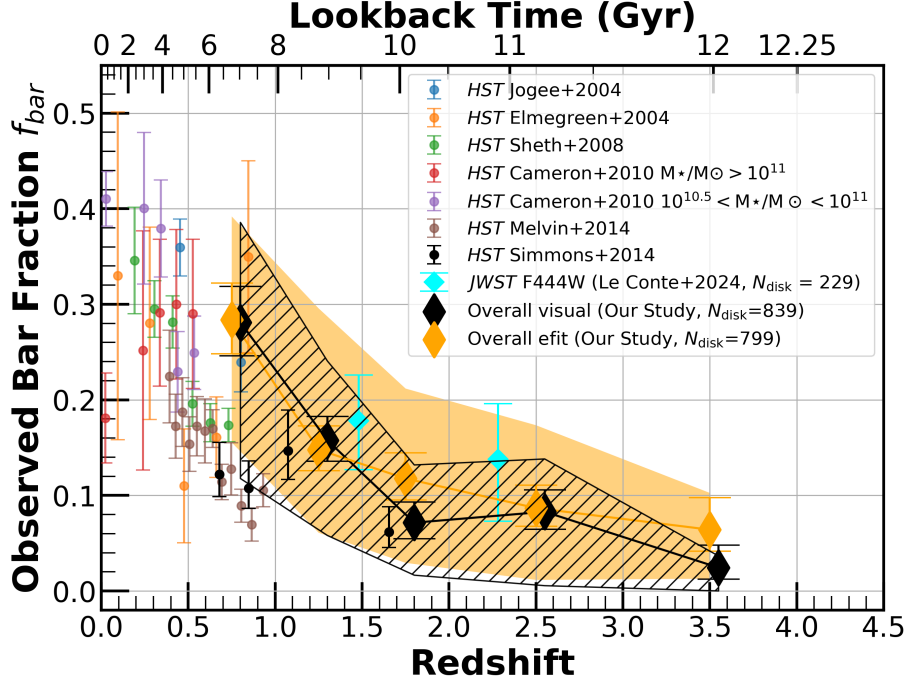 Lookback Time (Gyr)
0 2 4 6 8 10 11 12 12.25
Observed Bar Fraction f_bar
0.5
0.4
0.3
0.2
0.1
0.0
HST Jogee+2004
HST Elmegreen+2004
HST Sheth+2008
HST Cameron+2010 M⋆/M⊙ > 10^11
HST Cameron+2010 10^10.5 < M⋆/M⊙ < 10^11
HST Melvin+2014
HST Simmons+2014
JWST F444W (Le Conte+2024, N_disk = 229)
Overall visual (Our Study, N_disk=839)
Overall efit (Our Study, N_disk=799)
0.0 0.5 1.0 1.5 2.0 2.5 3.0 3.5 4.0 4.5
Redshift